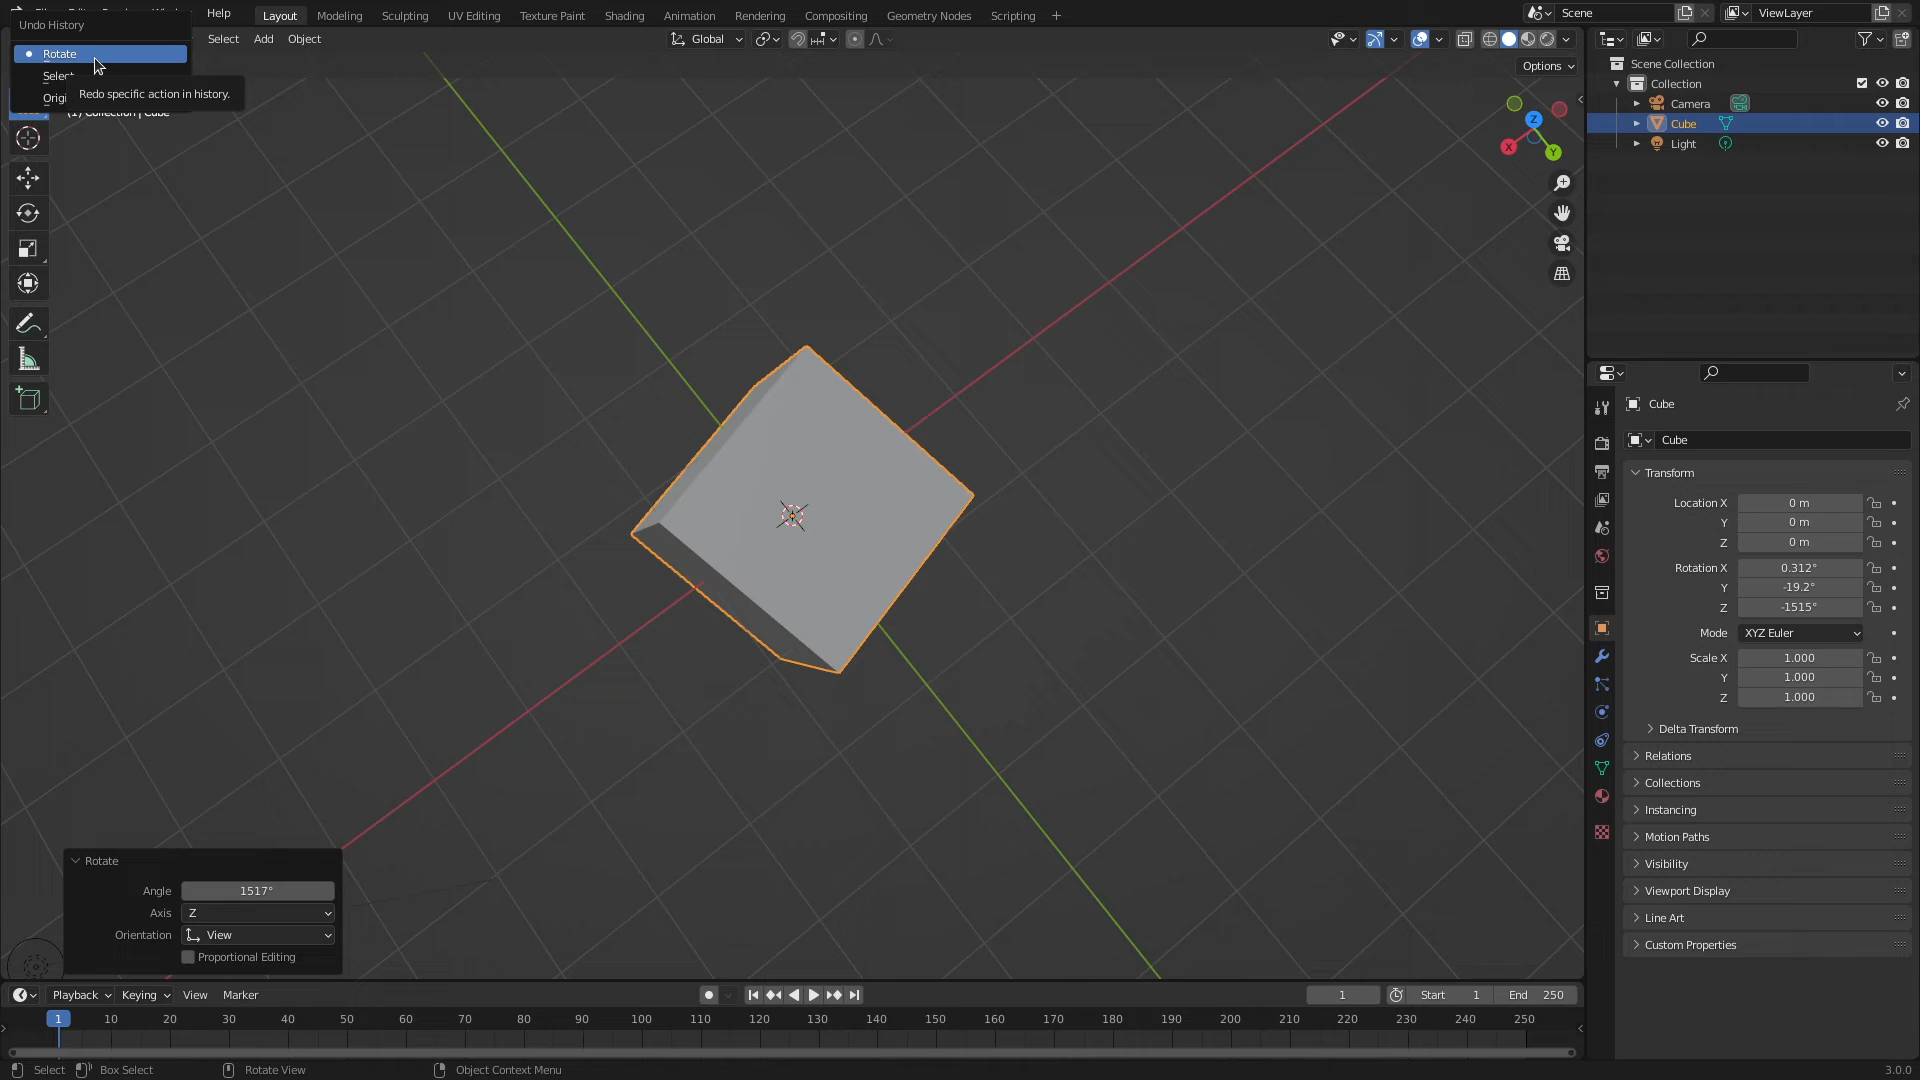 Help
Layout
Modeling
Sculpting
UV Editing
Texture Paint
Shading
Animation
Rendering
Compositing
Geometry Nodes
Scripting
+
Scene
ViewLayer
Undo History
Rotate
Select
Redo specific action in history.
(1) Collection | Cube
Select
Add
Object
Global
Options
X
Y
Z
Scene Collection
Collection
Camera
Cube
Light
Cube
Cube
Transform
Location X 0 m
Y 0 m
Z 0 m
Rotation X 0.312°
Y -19.2°
Z -1515°
Mode XYZ Euler
Scale X 1.000
Y 1.000
Z 1.000
Delta Transform
Relations
Collections
Instancing
Motion Paths
Visibility
Viewport Display
Line Art
Custom Properties
Rotate
Angle 1517°
Axis Z
Orientation View
Proportional Editing
Playback
Keying
View
Marker
1
Start 1
End 250
1 10 20 30 40 50 60 70 80 90 100 110 120 130 140 150 160 170 180 190 200 210 220 230 240 250
Select
Box Select
Rotate View
Object Context Menu
3.0.0